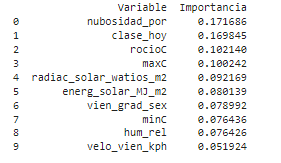 Variable Importancia
0 nubosidad_por 0.171686
1 clase_hoy 0.169845
2 rocioC 0.102140
3 maxC 0.100242
4 radiac_solar_watios_m2 0.092169
5 energ_solar_MJ_m2 0.080139
6 vien_grad_sex 0.078992
7 minC 0.076436
8 hum_rel 0.076426
9 velo_vien_kph 0.051924